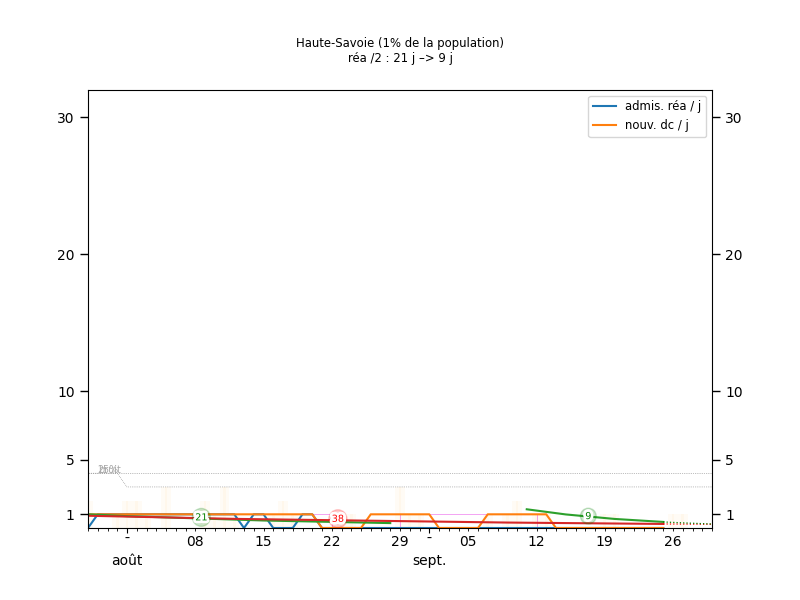 Haute-Savoie (1% de la population)
réa /2 : 21 j –> 9 j
admis. réa / j
nouv. dc / j
30
20
10
5
1
30
20
10
5
1
21
38
9
- 08 15 22 29 - 05 12 19 26
août sept.